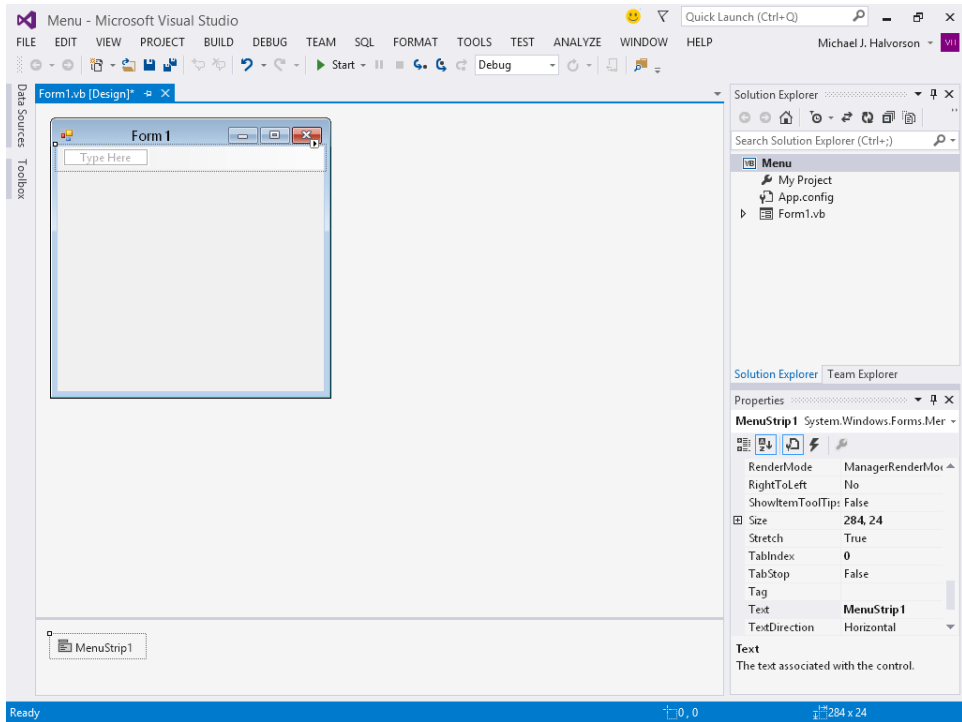 Menu - Microsoft Visual Studio
Quick Launch (Ctrl+Q)
FILE EDIT VIEW PROJECT BUILD DEBUG TEAM SQL FORMAT TOOLS TEST ANALYZE WINDOW HELP
Michael J. Halvorson
Start
Debug
Data Sources
Toolbox
Form1.vb [Design]*
Form 1
Type Here
MenuStrip1
Solution Explorer
Search Solution Explorer (Ctrl+;)
VB Menu
My Project
App.config
Form1.vb
Solution Explorer Team Explorer
Properties
MenuStrip1 System.Windows.Forms.Mer
RenderMode ManagerRenderMo
RightToLeft No
ShowItemToolTips False
Size 284, 24
Stretch True
TabIndex 0
TabStop False
Tag
Text MenuStrip1
TextDirection Horizontal
Text
The text associated with the control.
Ready
0 , 0
284 x 24